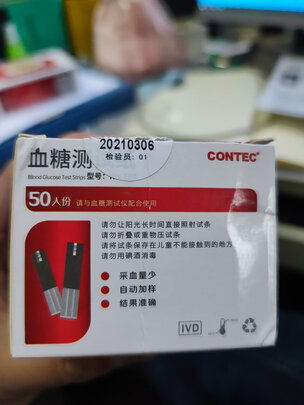 20210306
检验员: 01
血糖测
CONTEC
Blood Glucose Test Strips 型号:
50人份 请与血糖测试仪配合使用
请勿让阳光长时间直接照射试条
请勿折叠或重物压试条
请将试条保存在儿童不能接触到的地方
请勿用碘酒消毒
采血量少
自动加样
结果准确
IVD